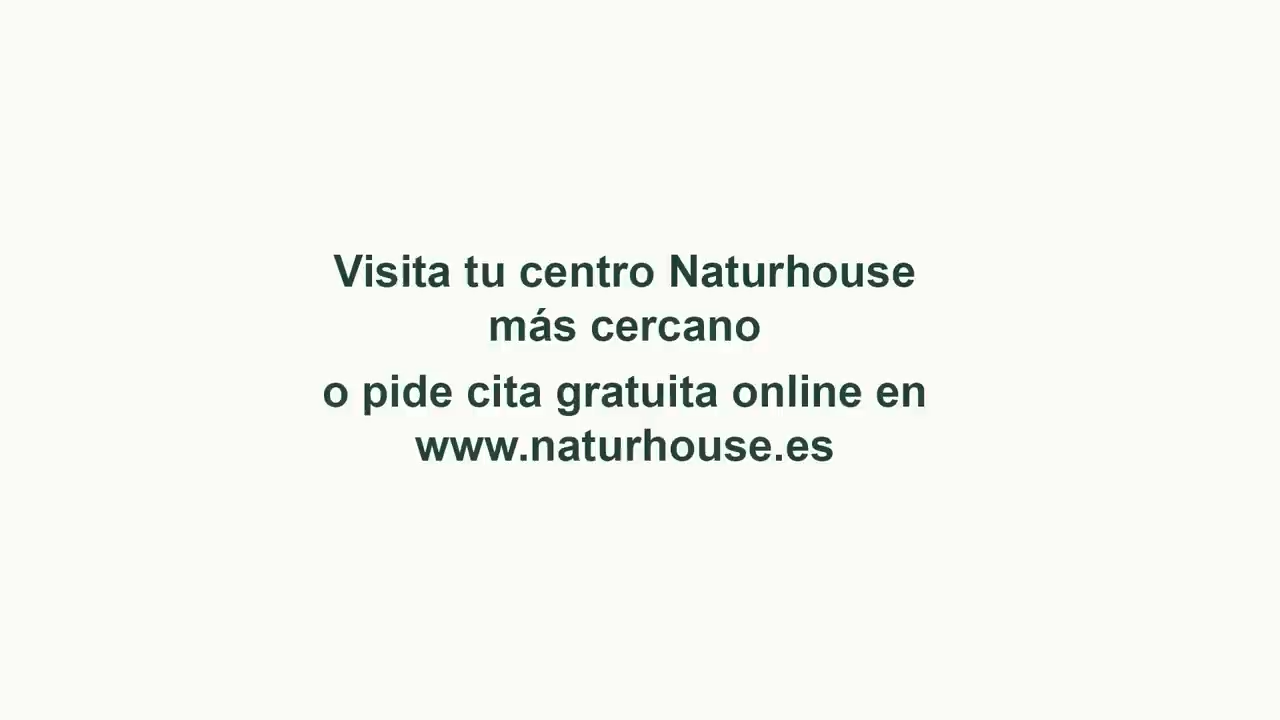 Visita tu centro Naturhouse
más cercano
o pide cita gratuita online en
www.naturhouse.es